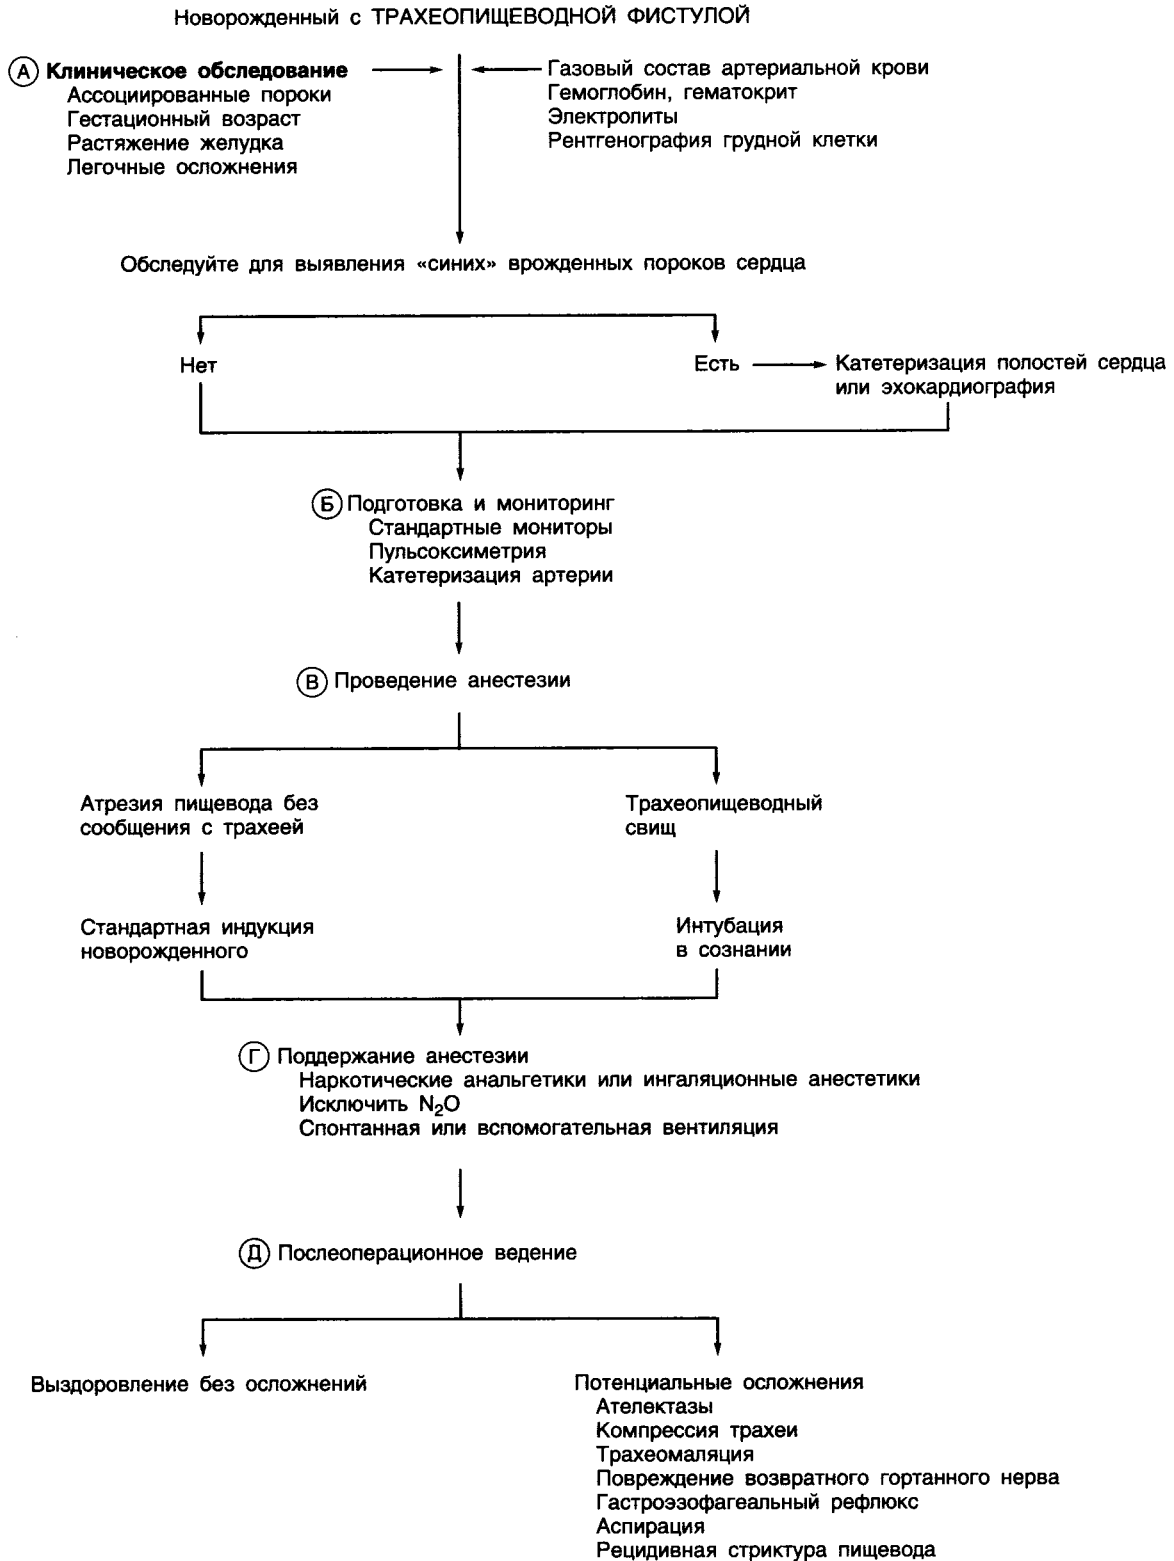 Новорожденный с ТРАХЕОПИЩЕВОДНОЙ ФИСТУЛОЙ
А Клиническое обследование
Ассоциированные пороки
Гестационный возраст
Растяжение желудка
Легочные осложнения
Газовый состав артериальной крови
Гемоглобин, гематокрит
Электролиты
Рентгенография грудной клетки
Обследуйте для выявления «синих» врожденных пороков сердца
Нет
Есть
Катетеризация полостей сердца
или эхокардиография
Б Подготовка и мониторинг
Стандартные мониторы
Пульсоксиметрия
Катетеризация артерии
В Проведение анестезии
Атрезия пищевода без
сообщения с трахеей
Трахеопищеводный
свищ
Стандартная индукция
новорожденного
Интубация
в сознании
Г Поддержание анестезии
Наркотические анальгетики или ингаляционные анестетики
Исключить N₂O
Спонтанная или вспомогательная вентиляция
Д Послеоперационное ведение
Выздоровление без осложнений
Потенциальные осложнения
Ателектазы
Компрессия трахеи
Трахеомаляция
Повреждение возвратного гортанного нерва
Гастроэзофагеальный рефлюкс
Аспирация
Рецидивная стриктура пищевода